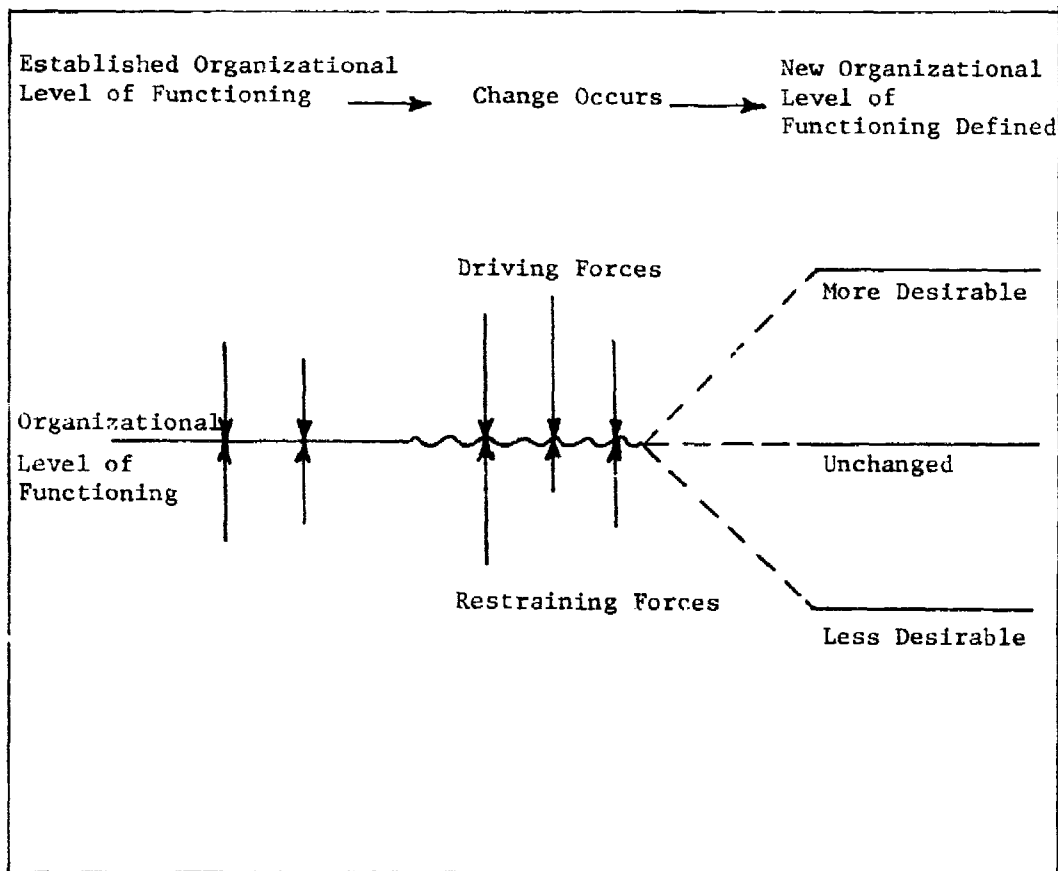 Established Organizational
Level of Functioning
Change Occurs
New Organizational
Level of
Functioning Defined
Driving Forces
More Desirable
Organizational
Level of
Functioning
Unchanged
Restraining Forces
Less Desirable